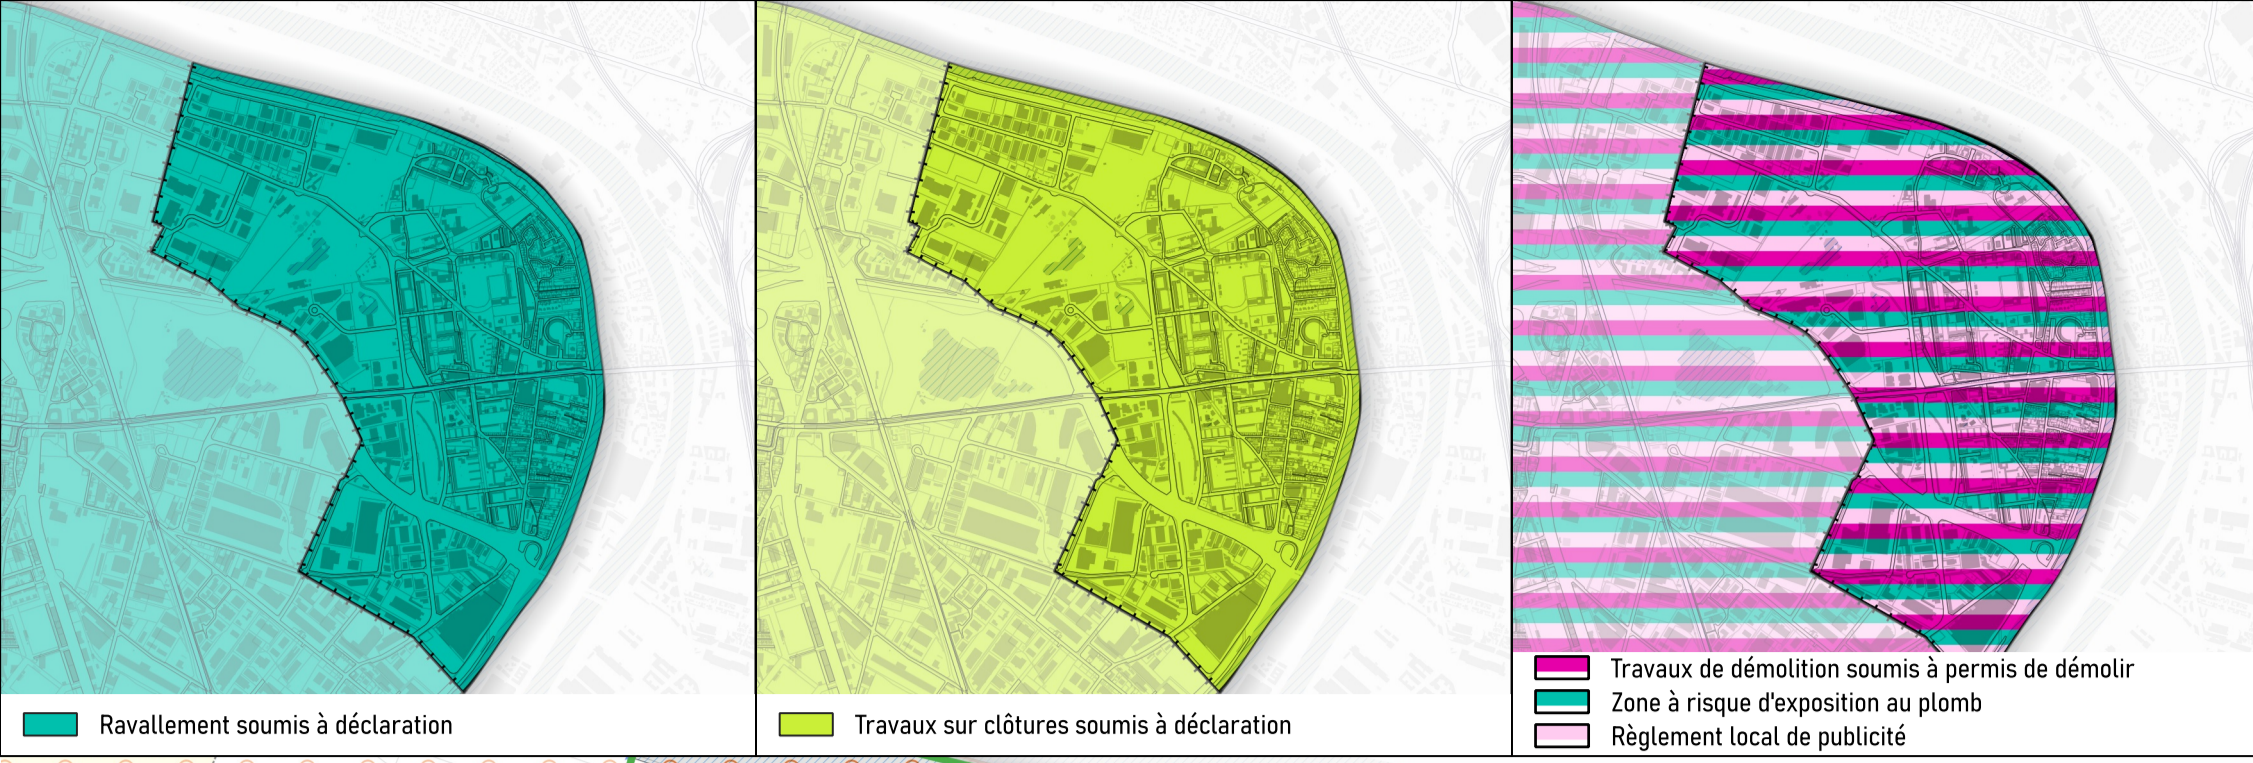 Ravallement soumis à déclaration
Travaux sur clôtures soumis à déclaration
Travaux de démolition soumis à permis de démolir
Zone à risque d'exposition au plomb
Règlement local de publicité